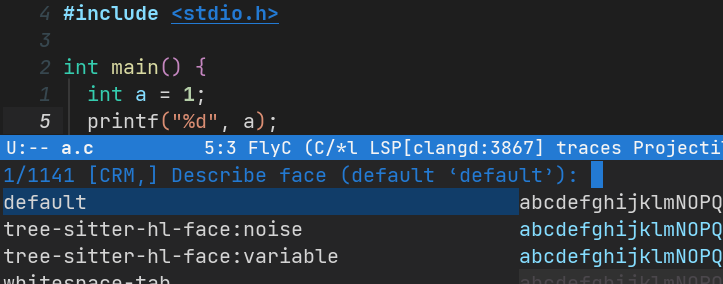 4 #include <stdio.h>
3
2 int main() {
1   int a = 1;
5   printf("%d", a);
U:-- a.c 5:3 FlyC (C/*l LSP[clangd:3867] traces Projecti
1/1141 [CRM,] Describe face (default ‘default’):
default abcdefghijklmNOPQ
tree-sitter-hl-face:noise abcdefghijklmNOPQ
tree-sitter-hl-face:variable abcdefghijklmNOPQ
whitespace-tab abcdefghijklmNOPQ